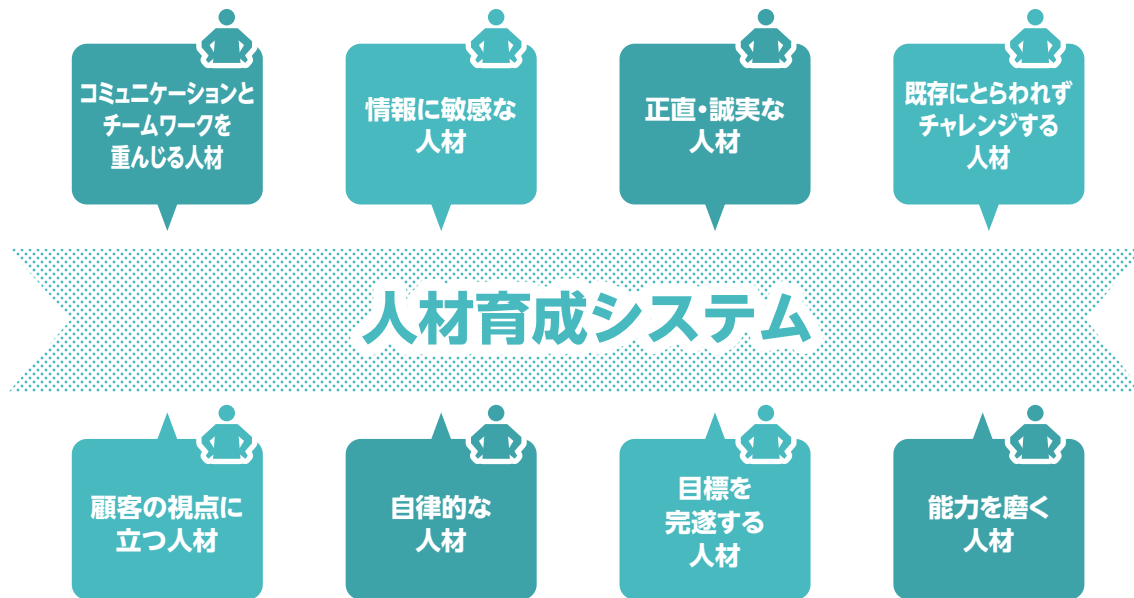 コミュニケーションと
チームワークを
重んじる人材
情報に敏感な
人材
正直・誠実な
人材
既存にとらわれず
チャレンジする
人材
人材育成システム
顧客の視点に
立つ人材
自律的な
人材
目標を
完遂する
人材
能力を磨く
人材